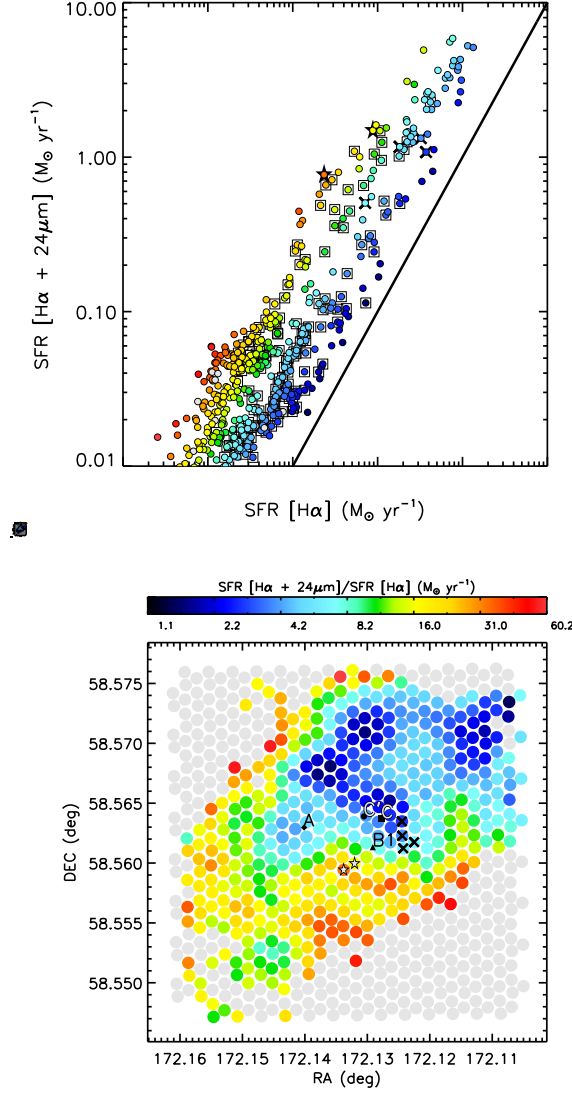 10.00
1.00
0.10
0.01
SFR [Hα + 24μm] (M⊙ yr⁻¹)
SFR [Hα] (M⊙ yr⁻¹)
SFR [Hα + 24μm]/SFR [Hα] (M⊙ yr⁻¹)
1.1 2.2 4.2 8.2 16.0 31.0 60.2
58.575
58.570
58.565
58.560
58.555
58.550
DEC (deg)
A
B1
172.16 172.15 172.14 172.13 172.12 172.11
RA (deg)